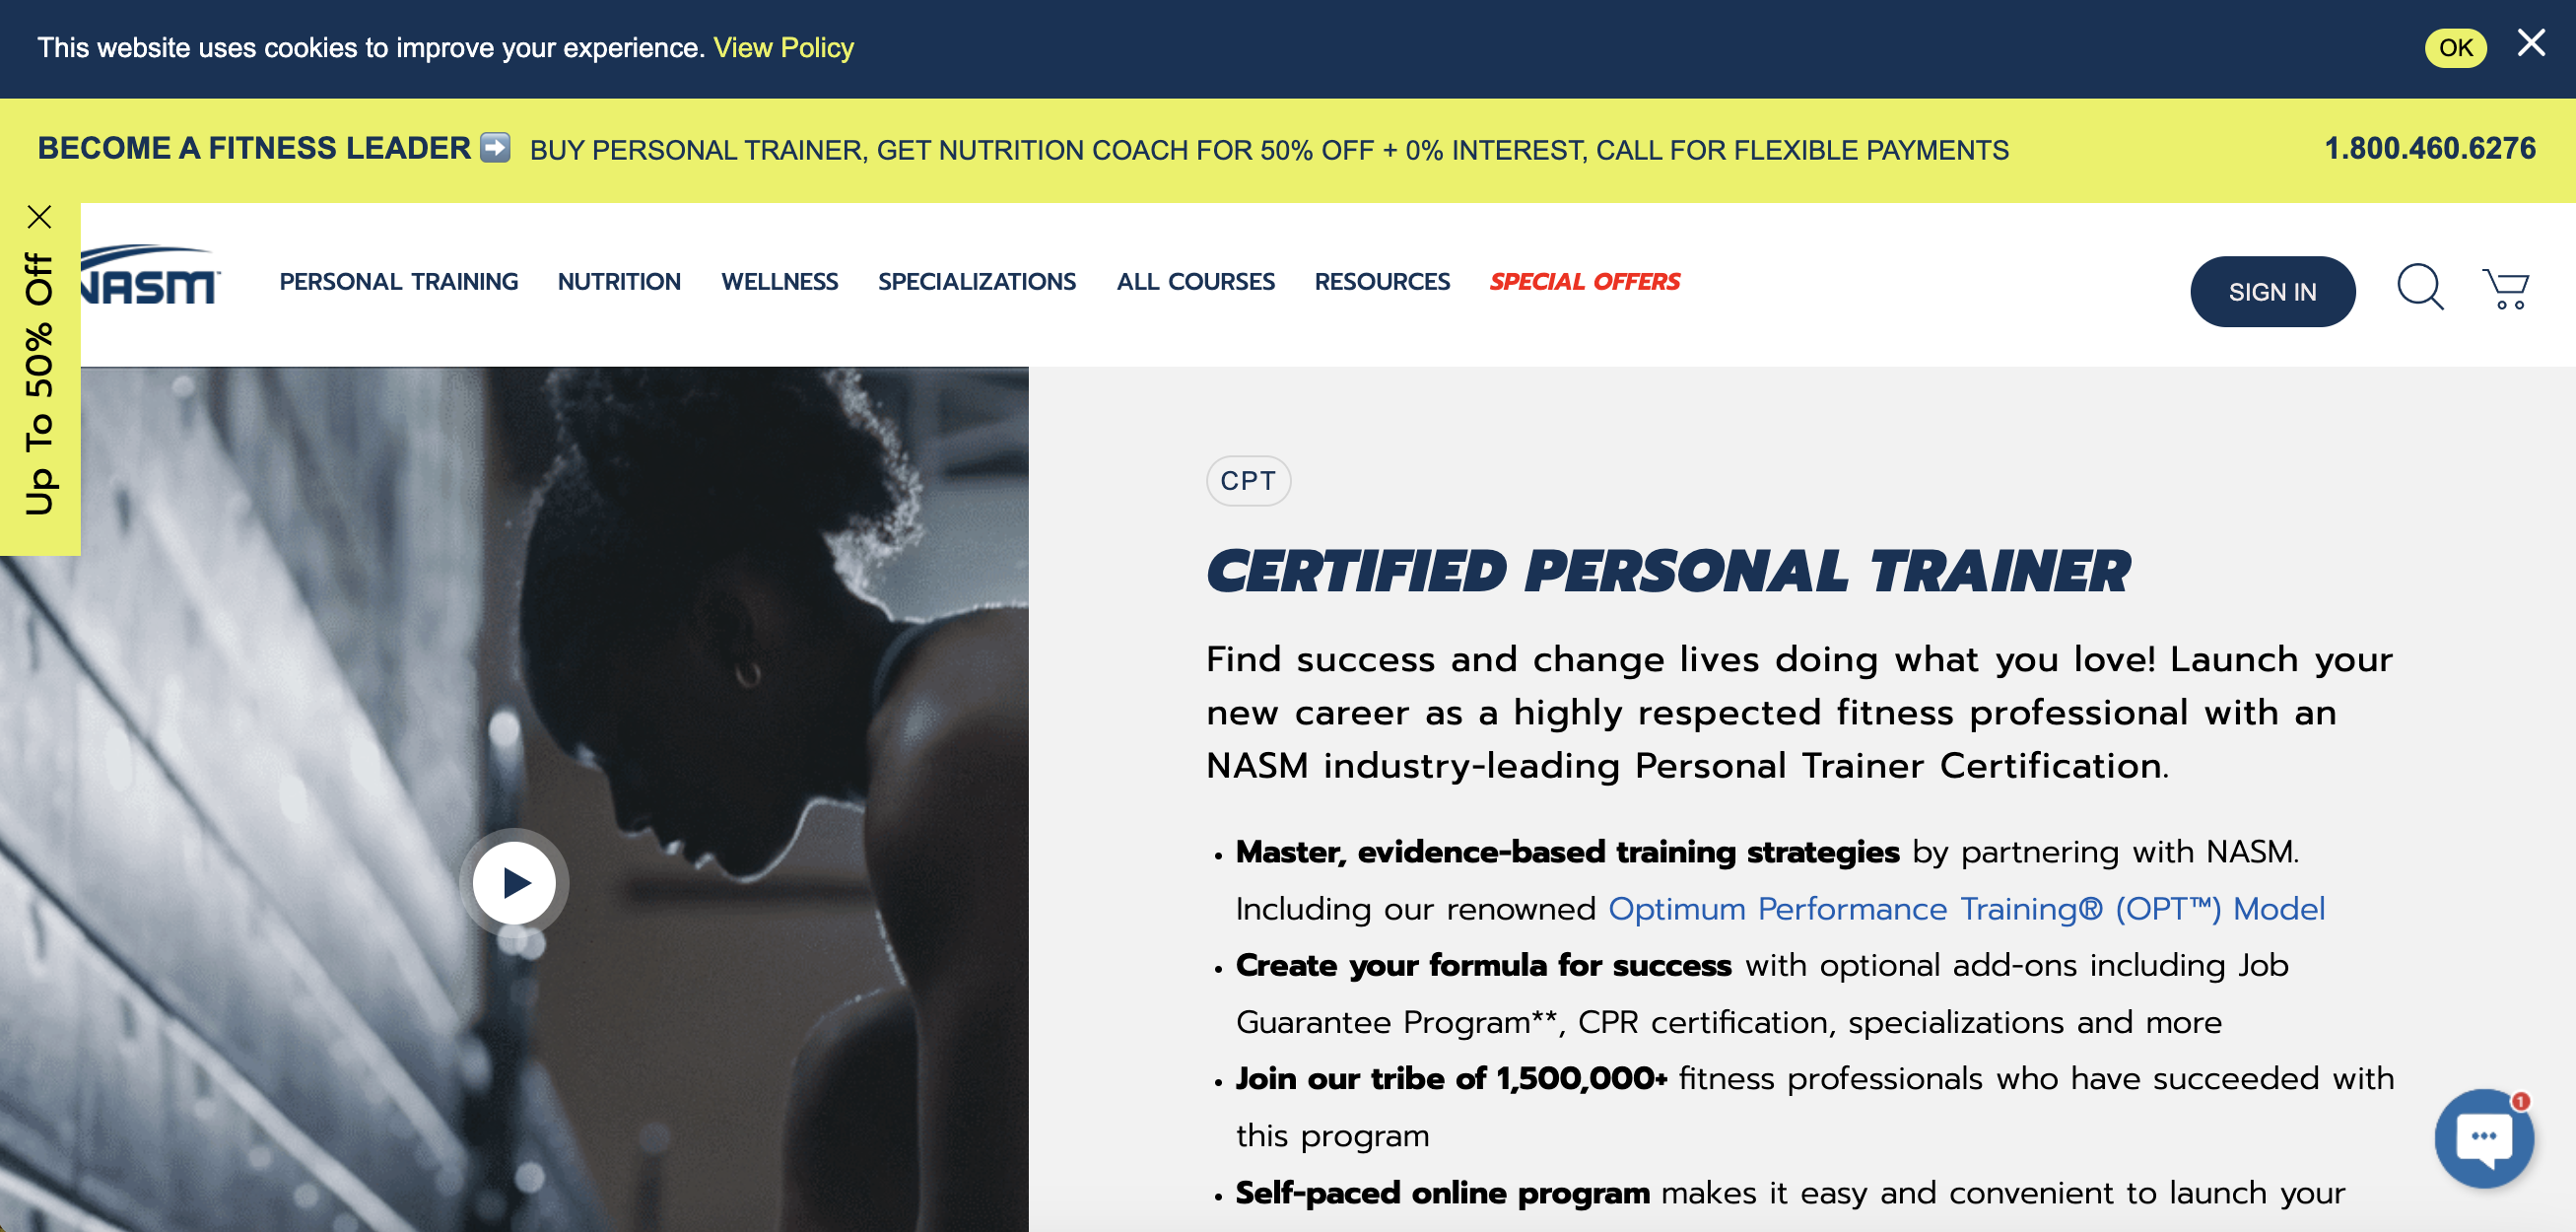 This website uses cookies to improve your experience. View Policy
OK
BECOME A FITNESS LEADER ➡️ BUY PERSONAL TRAINER, GET NUTRITION COACH FOR 50% OFF + 0% INTEREST, CALL FOR FLEXIBLE PAYMENTS
1.800.460.6276
Up To 50% Off
NASM
PERSONAL TRAINING
NUTRITION
WELLNESS
SPECIALIZATIONS
ALL COURSES
RESOURCES
SPECIAL OFFERS
SIGN IN
CPT
CERTIFIED PERSONAL TRAINER
Find success and change lives doing what you love! Launch your
new career as a highly respected fitness professional with an
NASM industry-leading Personal Trainer Certification.
• Master, evidence-based training strategies by partnering with NASM.
Including our renowned Optimum Performance Training® (OPT™) Model
• Create your formula for success with optional add-ons including Job
Guarantee Program**, CPR certification, specializations and more
• Join our tribe of 1,500,000+ fitness professionals who have succeeded with
this program
• Self-paced online program makes it easy and convenient to launch your
1